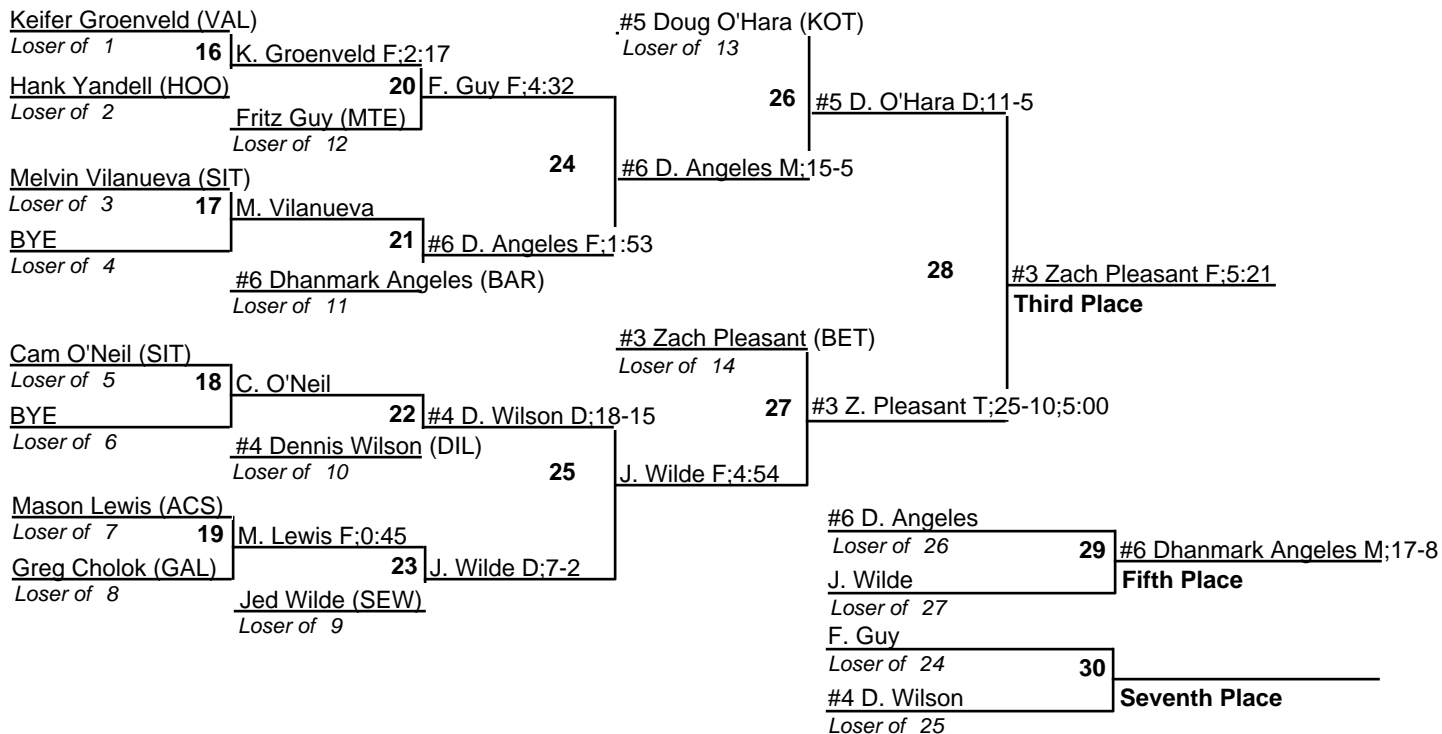 Keifer Groenveld (VAL)
Loser of 1
16
K. Groenveld F;2:17
Hank Yandell (HOO)
Loser of 2
20
F. Guy F;4:32
Fritz Guy (MTE)
Loser of 12
24
#6 D. Angeles M;15-5
Melvin Vilanueva (SIT)
Loser of 3
17
M. Vilanueva
BYE
Loser of 4
21
#6 D. Angeles F;1:53
#6 Dhanmark Angeles (BAR)
Loser of 11
#5 Doug O'Hara (KOT)
Loser of 13
26
#5 D. O'Hara D;11-5
28
#3 Zach Pleasant F;5:21
Third Place
Cam O'Neil (SIT)
Loser of 5
18
C. O'Neil
BYE
Loser of 6
22
#4 D. Wilson D;18-15
#4 Dennis Wilson (DIL)
Loser of 10
25
J. Wilde F;4:54
Mason Lewis (ACS)
Loser of 7
19
M. Lewis F;0:45
Greg Cholok (GAL)
Loser of 8
23
J. Wilde D;7-2
Jed Wilde (SEW)
Loser of 9
#3 Zach Pleasant (BET)
Loser of 14
27
#3 Z. Pleasant T;25-10;5:00
#6 D. Angeles
Loser of 26
29
#6 Dhanmark Angeles M;17-8
J. Wilde
Fifth Place
Loser of 27
F. Guy
Loser of 24
30
#4 D. Wilson
Seventh Place
Loser of 25